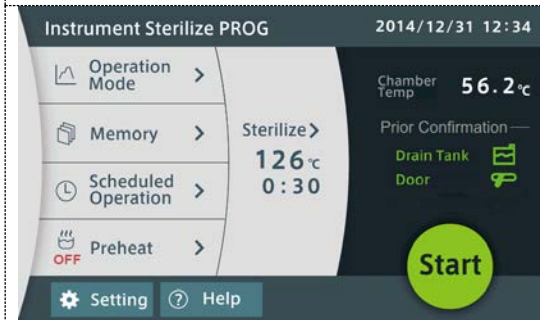 Instrument Sterilize PROG
2014/12/31 12:34
Operation
Mode
Memory
Scheduled
Operation
OFF
Preheat
Sterilize
126℃
0:30
Chamber
Temp
56.2℃
Prior Confirmation
Drain Tank
Door
Start
Setting
? Help